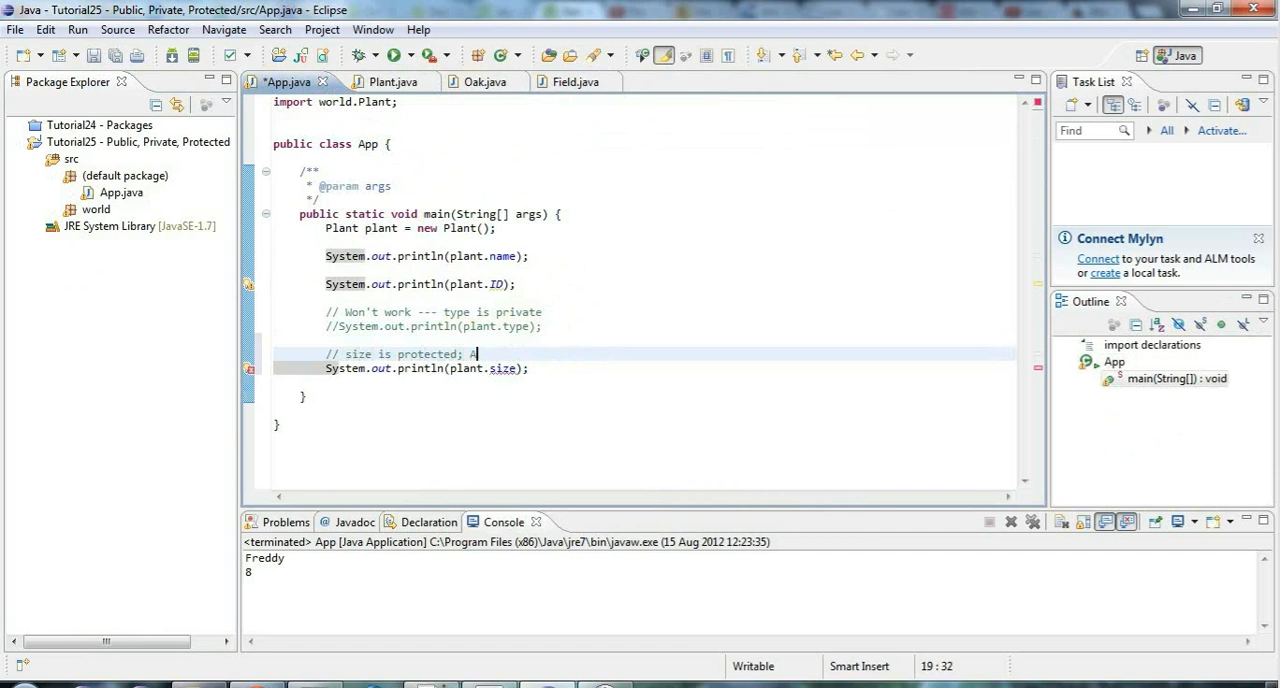 Java - Tutorial25 - Public, Private, Protected/src/App.java - Eclipse
File Edit Run Source Refactor Navigate Search Project Window Help
Java
Package Explorer
*App.java Plant.java Oak.java Field.java
Task List
Find All Activate...
Tutorial24 - Packages
Tutorial25 - Public, Private, Protected
src
(default package)
App.java
world
JRE System Library [JavaSE-1.7]
import world.Plant;
public class App {
/**
* @param args
*/
public static void main(String[] args) {
Plant plant = new Plant();
System.out.println(plant.name);
System.out.println(plant.ID);
// Won't work --- type is private
//System.out.println(plant.type);
// size is protected; A
System.out.println(plant.size);
}
}
Connect Mylyn
Connect to your task and ALM tools
or create a local task.
Outline
import declarations
App
S main(String[]) : void
Problems @ Javadoc Declaration Console
<terminated> App [Java Application] C:\Program Files (x86)\Java\jre7\bin\javaw.exe (15 Aug 2012 12:23:35)
Freddy
8
Writable Smart Insert 19 : 32